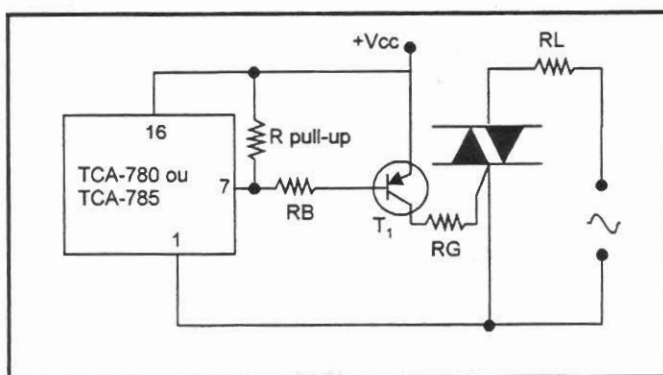 +Vcc
RL
16
R pull-up
TCA-780 ou
TCA-785
7
RB
1
T1
RG